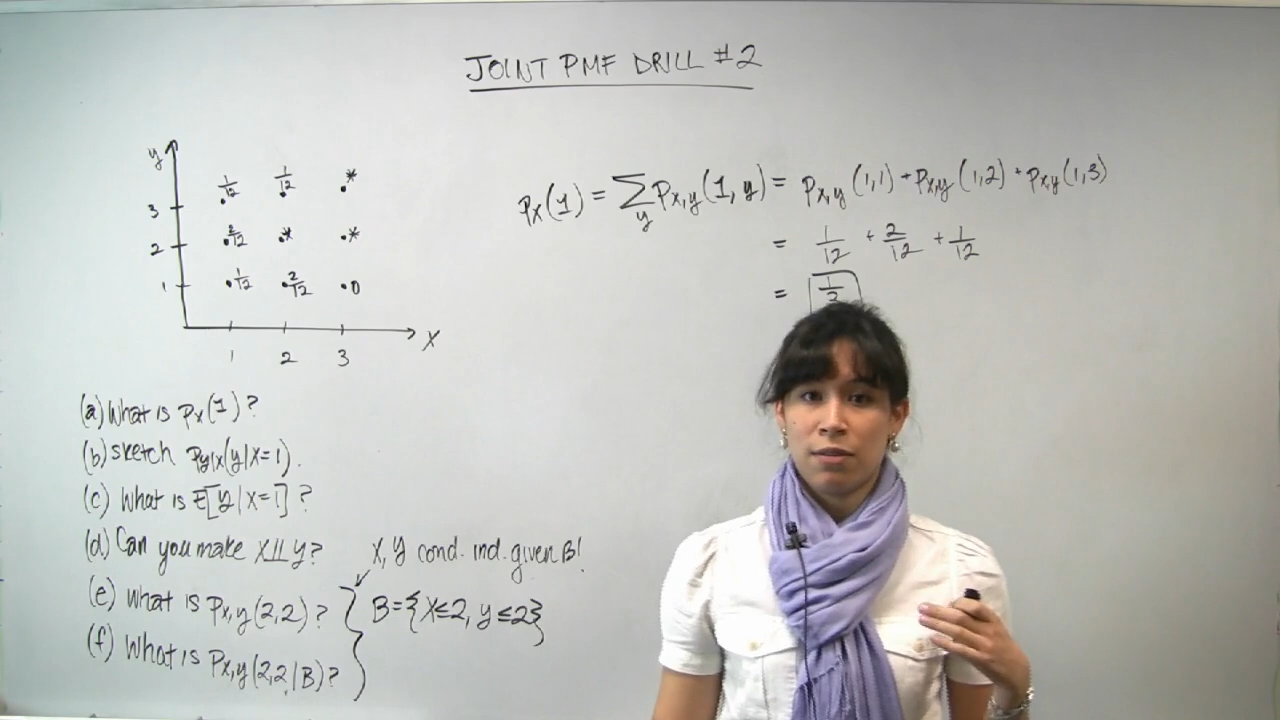 JOINT PMF DRILL #2
y
1/12 1/12 *
3
2/12 * *
2
1/12 2/12 0
1
x
1 2 3
px(1) = Σy px,y(1,y) = px,y(1,1) + px,y(1,2) + px,y(1,3)
= 1/12 + 2/12 + 1/12
= 1/3
(a) What is px(1)?
(b) sketch py|x(y|x=1).
(c) What is E[Y|X=1]?
(d) Can you make X⫫Y?
X, Y cond. ind. given B!
(e) What is Px,y(2,2)?
B={X≤2, y≤2}
(f) What is Px,y(2,2|B)?